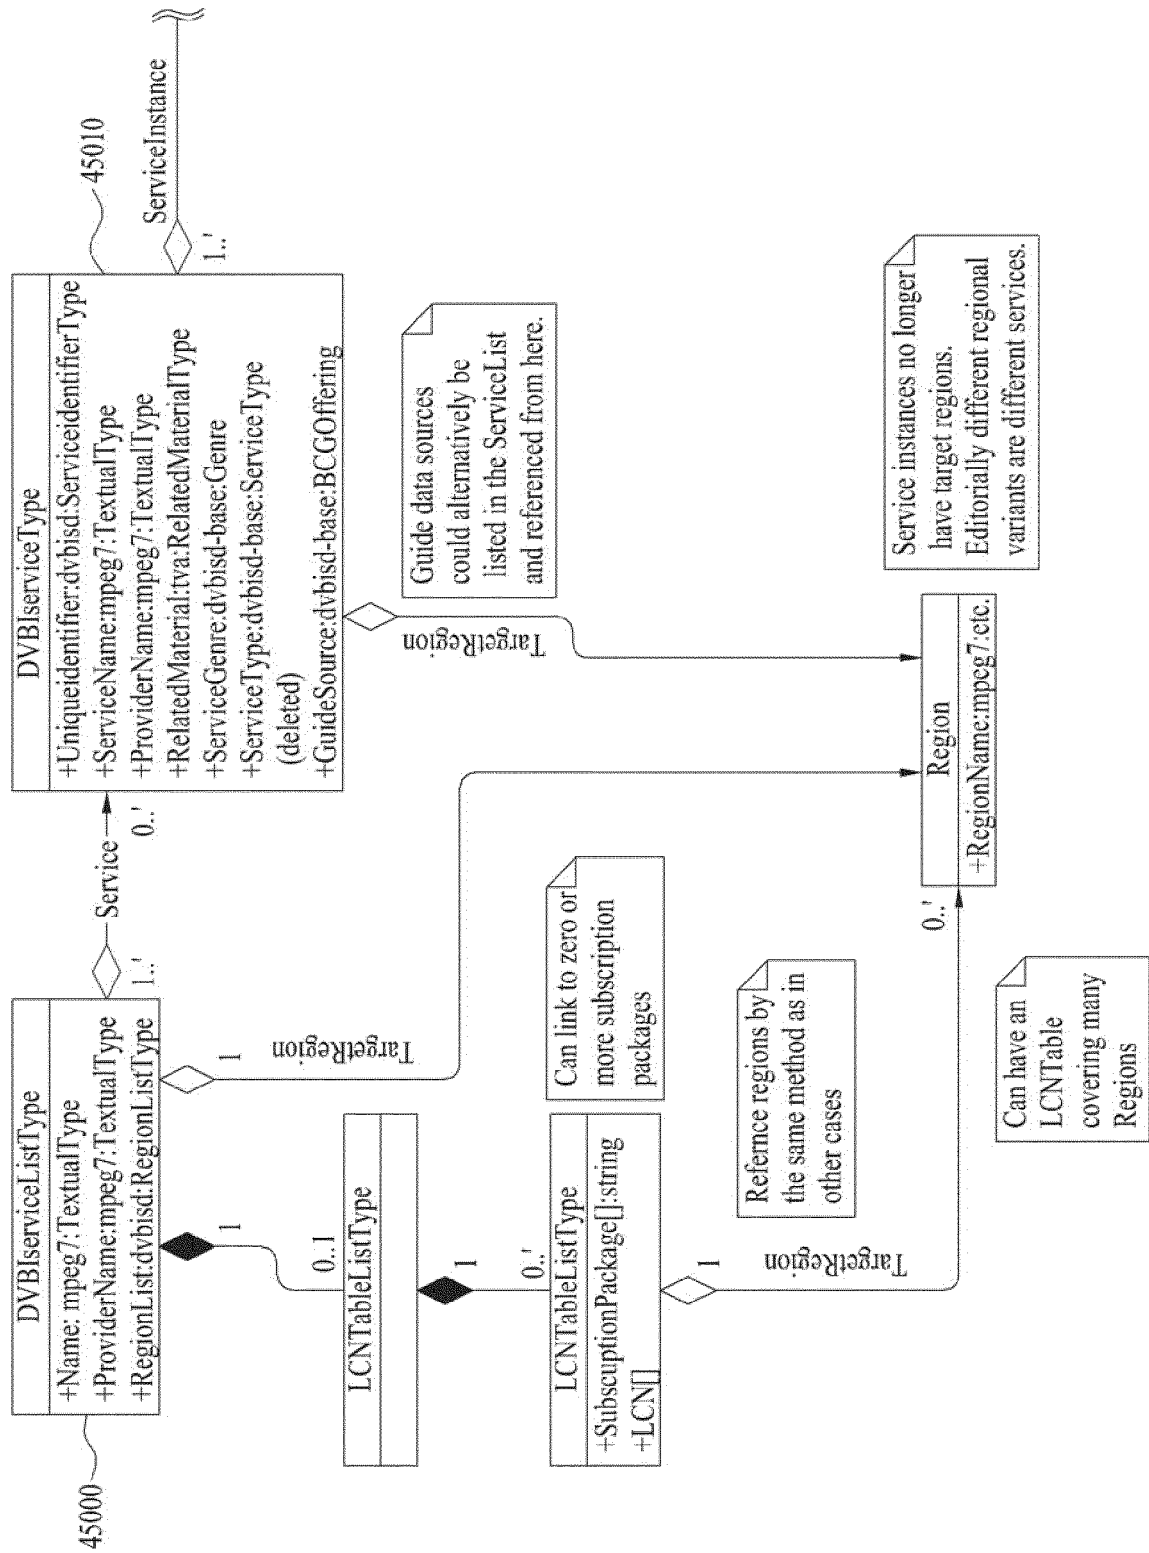 45000
DVBIserviceListType
+Name: mpeg7:TextualType
+ProviderName:mpeg7:TextualType
+RegionList:dvbisd:RegionListType
1..'
Service
0..'
DVBIserviceType
+Uniqueidentifier:dvbisd:ServiceidentifierType
+ServiceName:mpeg7:TextualType
+ProviderName:mpeg7:TextualType
+RelatedMaterial:tva:RelatedMaterialType
+ServiceGenre:dvbisd-base:Genre
+ServiceType:dvbisd-base:ServiceType
(deleted)
+GuideSource:dvbisd-base:BCGOffering
45010
1..'
ServiceInstance
1
0..1
LCNTableListType
1
0..'
LCNTableListType
+SubscuptionPackage[]:string
+LCN[]
1
TargetRegion
1
TargetRegion
TargetRegion
Can link to zero or
more subscription
packages
Guide data sources
could alternatively be
listed in the ServiceList
and referenced from here.
Refernce regions by
the same method as in
other cases
0..'
Region
+RegionName:mpeg7:etc.
Service instances no longer
have target regions.
Editorially different regional
variants are different services.
Can have an
LCNTable
covering many
Regions